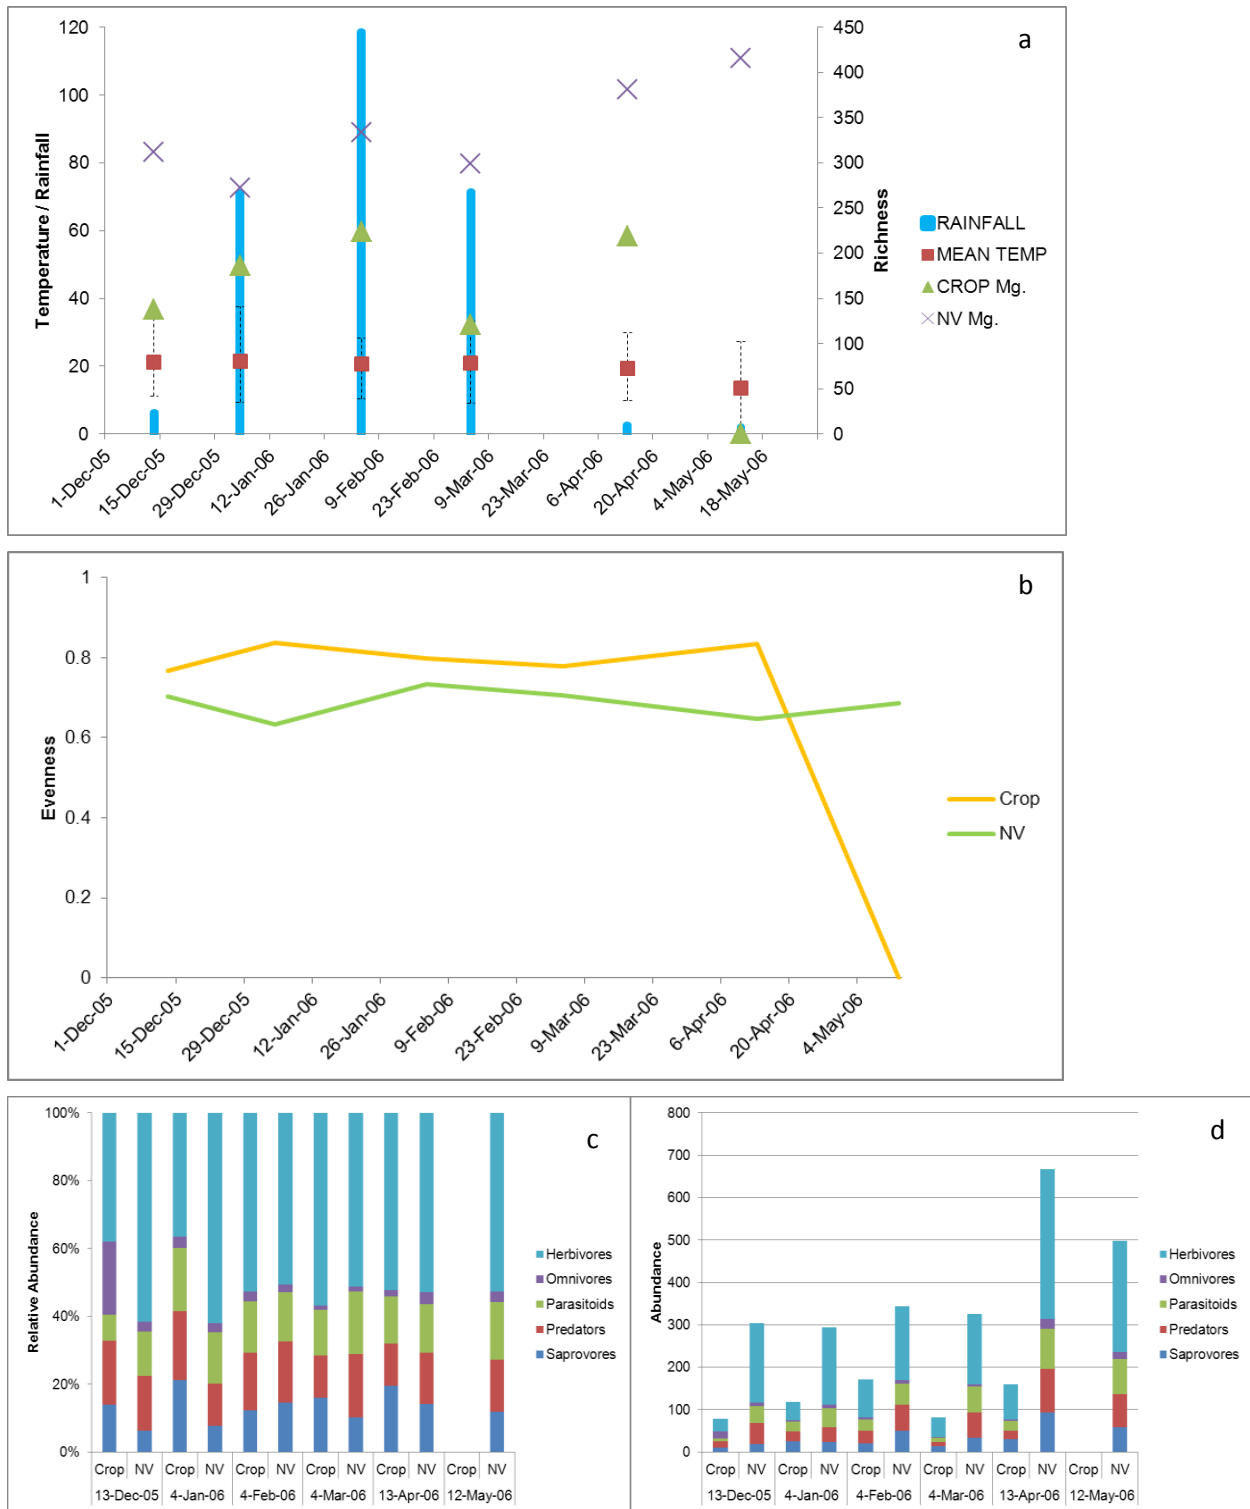 a
120
100
80
60
40
20
0
Temperature / Rainfall
450
400
350
300
250
200
150
100
50
0
Richness
RAINFALL
MEAN TEMP
CROP Mg.
NV Mg.
1-Dec-05
15-Dec-05
29-Dec-05
12-Jan-06
26-Jan-06
9-Feb-06
23-Feb-06
9-Mar-06
23-Mar-06
6-Apr-06
20-Apr-06
4-May-06
18-May-06
b
1
0.8
0.6
0.4
0.2
0
Evenness
Crop
NV
1-Dec-05
15-Dec-05
29-Dec-05
12-Jan-06
26-Jan-06
9-Feb-06
23-Feb-06
9-Mar-06
23-Mar-06
6-Apr-06
20-Apr-06
4-May-06
c
100%
80%
60%
40%
20%
0%
Relative Abundance
Herbivores
Omnivores
Parasitoids
Predators
Saprovores
Crop NV Crop NV Crop NV Crop NV Crop NV Crop NV
13-Dec-05 4-Jan-06 4-Feb-06 4-Mar-06 13-Apr-06 12-May-06
d
800
700
600
500
400
300
200
100
0
Abundance
Herbivores
Omnivores
Parasitoids
Predators
Saprovores
Crop NV Crop NV Crop NV Crop NV Crop NV Crop NV
13-Dec-05 4-Jan-06 4-Feb-06 4-Mar-06 13-Apr-06 12-May-06